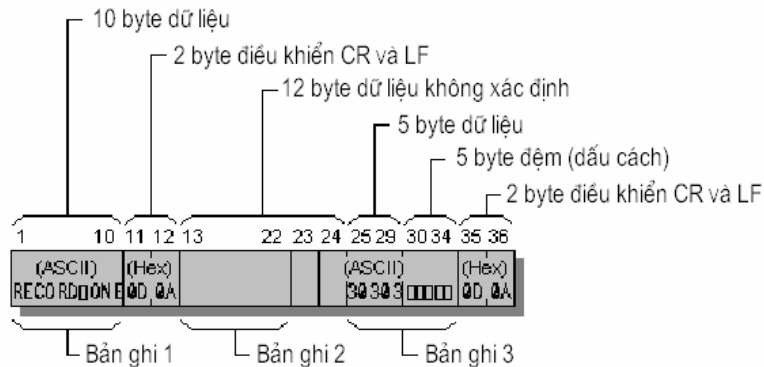 10 byte dữ liệu
2 byte điều khiển CR và LF
12 byte dữ liệu không xác định
5 byte dữ liệu
5 byte đệm (dấu cách)
2 byte điều khiển CR và LF
1 10 11 12 13 22 23 24 25 29 30 34 35 36
(ASCII) (Hex) (ASCII) (Hex)
RECORD□ONE 0D 0A 30303 □□□□□ 0D 0A
Bản ghi 1 Bản ghi 2 Bản ghi 3